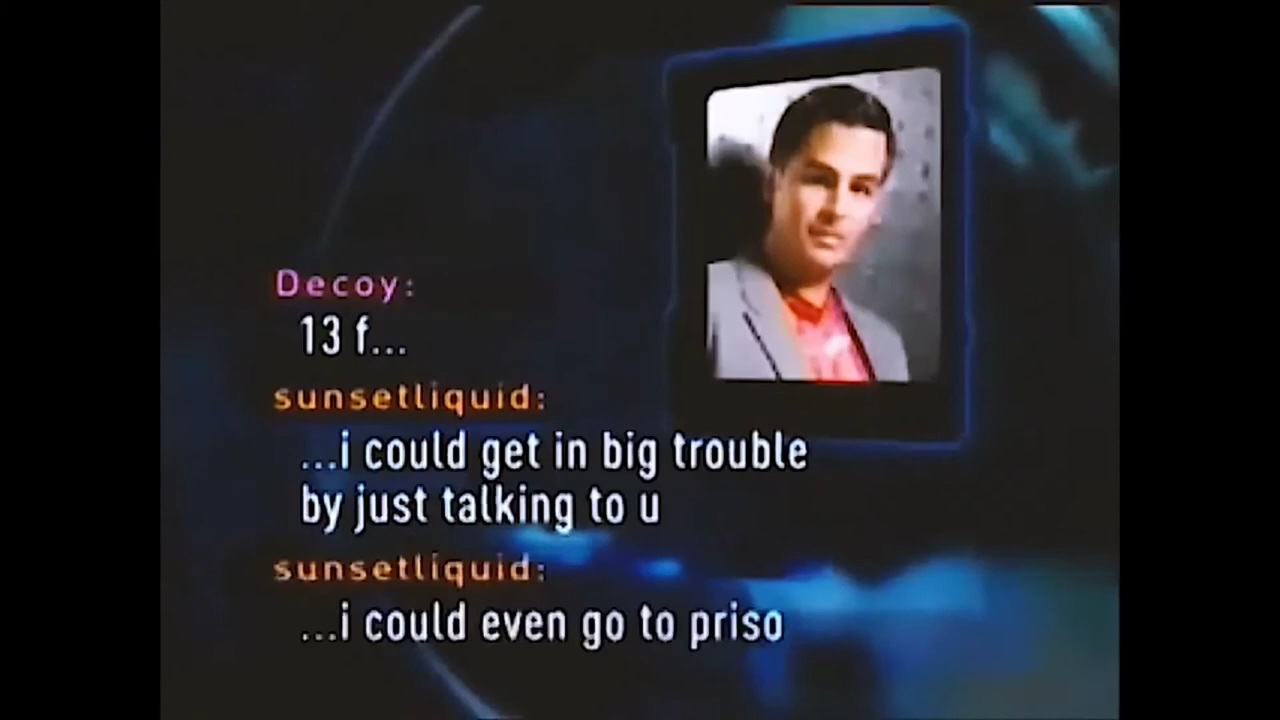 Decoy:
13 f...
sunsetliquid:
...i could get in big trouble
by just talking to u
sunsetliquid:
...i could even go to priso